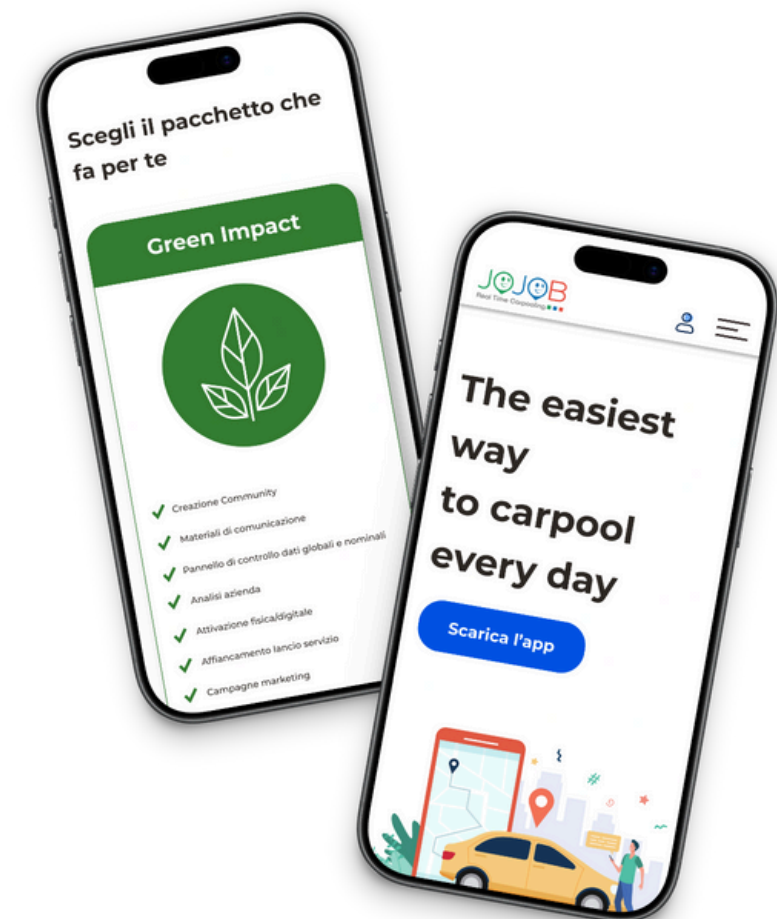 Scegli il pacchetto che
fa per te
Green Impact
Creazione Community
Materiali di comunicazione
Pannello di controllo dati globali e nominali
Analisi azienda
Attivazione fisica/digitale
Affiancamento lancio servizio
Campagne marketing
JOJOB
Real Time Carpooling
The easiest
way
to carpool
every day
Scarica l'app
#